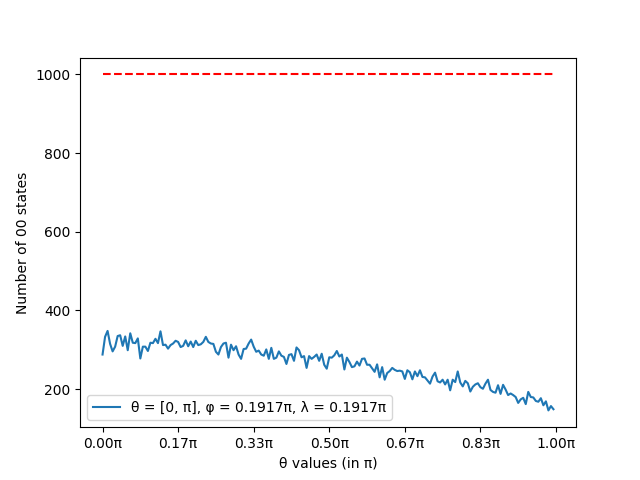 1000
800
600
400
200
Number of 00 states
θ = [0, π], φ = 0.1917π, λ = 0.1917π
0.00π 0.17π 0.33π 0.50π 0.67π 0.83π 1.00π
θ values (in π)